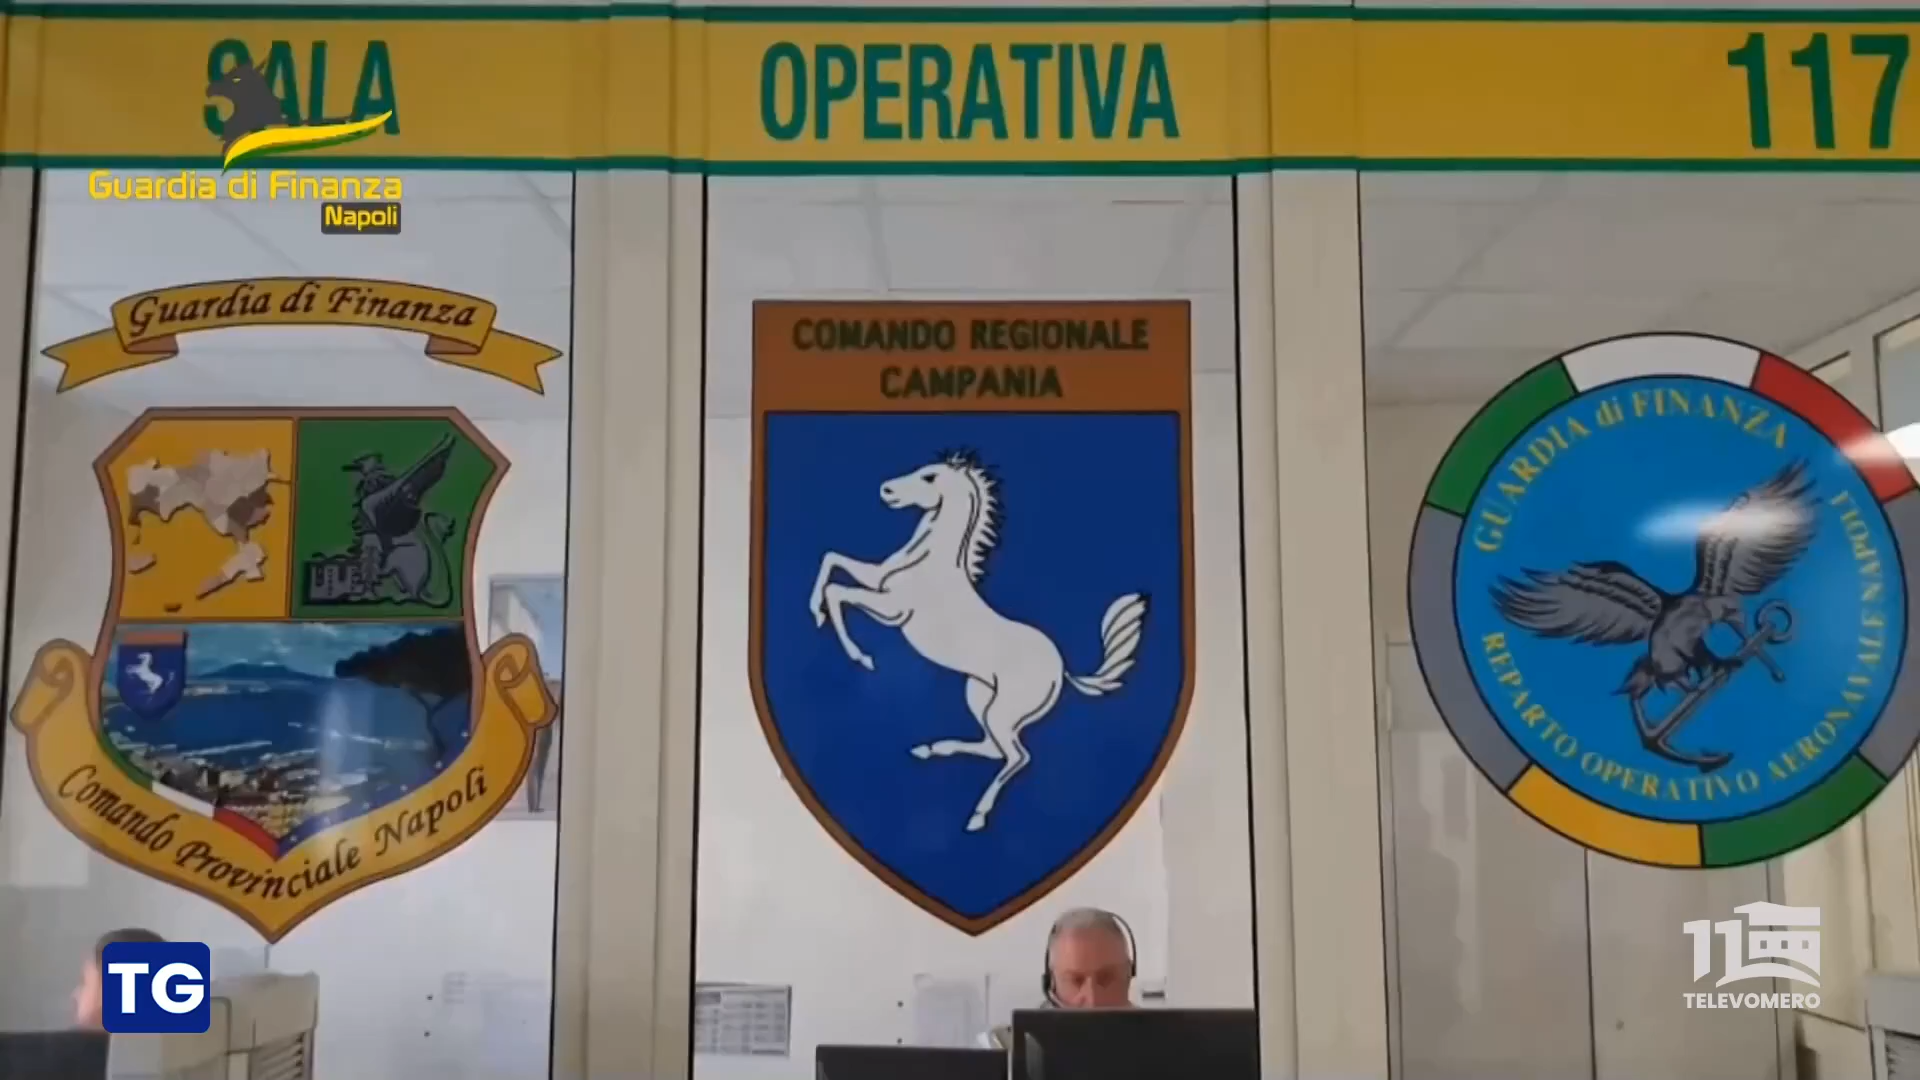 SALA OPERATIVA 117
Guardia di Finanza
Napoli
Guardia di Finanza
Comando Provinciale Napoli
COMANDO REGIONALE
CAMPANIA
GUARDIA di FINANZA
REPARTO OPERATIVO AERONAVALE NAPOLI
TG
11
TELEVOMERO